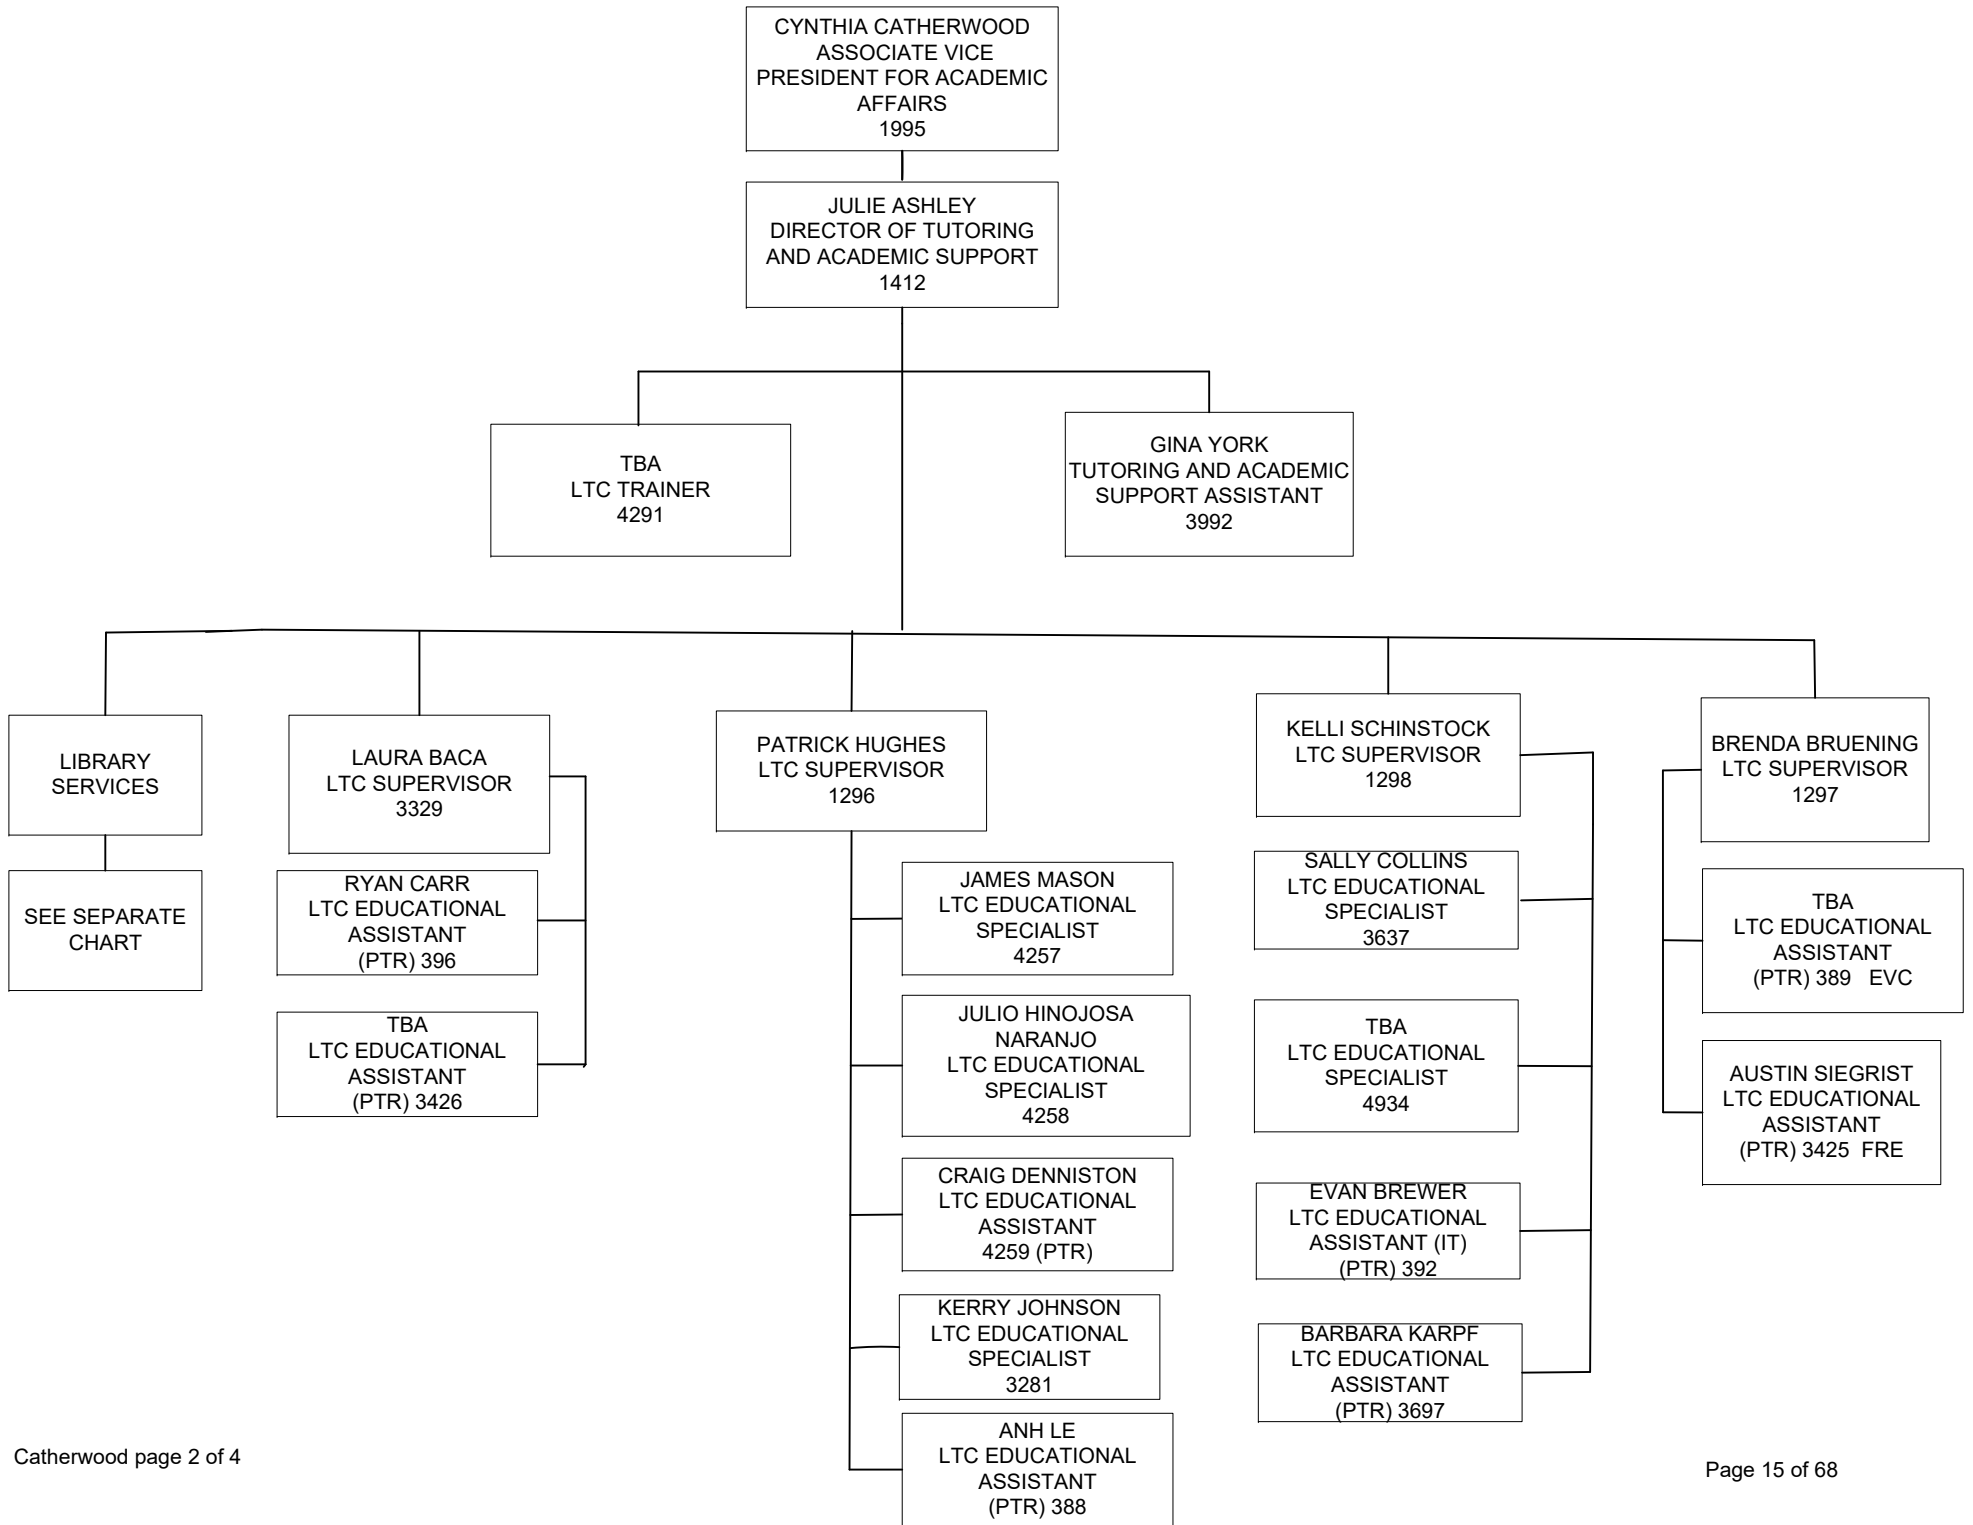 CYNTHIA CATHERWOOD
ASSOCIATE VICE
PRESIDENT FOR ACADEMIC
AFFAIRS
1995
JULIE ASHLEY
DIRECTOR OF TUTORING
AND ACADEMIC SUPPORT
1412
TBA
LTC TRAINER
4291
GINA YORK
TUTORING AND ACADEMIC
SUPPORT ASSISTANT
3992
LIBRARY
SERVICES
SEE SEPARATE
CHART
LAURA BACA
LTC SUPERVISOR
3329
RYAN CARR
LTC EDUCATIONAL
ASSISTANT
(PTR) 396
TBA
LTC EDUCATIONAL
ASSISTANT
(PTR) 3426
PATRICK HUGHES
LTC SUPERVISOR
1296
JAMES MASON
LTC EDUCATIONAL
SPECIALIST
4257
JULIO HINOJOSA
NARANJO
LTC EDUCATIONAL
SPECIALIST
4258
CRAIG DENNISTON
LTC EDUCATIONAL
ASSISTANT
4259 (PTR)
KERRY JOHNSON
LTC EDUCATIONAL
SPECIALIST
3281
ANH LE
LTC EDUCATIONAL
ASSISTANT
(PTR) 388
KELLI SCHINSTOCK
LTC SUPERVISOR
1298
SALLY COLLINS
LTC EDUCATIONAL
SPECIALIST
3637
TBA
LTC EDUCATIONAL
SPECIALIST
4934
EVAN BREWER
LTC EDUCATIONAL
ASSISTANT (IT)
(PTR) 392
BARBARA KARPF
LTC EDUCATIONAL
ASSISTANT
(PTR) 3697
BRENDA BRUENING
LTC SUPERVISOR
1297
TBA
LTC EDUCATIONAL
ASSISTANT
(PTR) 389 EVC
AUSTIN SIEGRIST
LTC EDUCATIONAL
ASSISTANT
(PTR) 3425 FRE
Catherwood page 2 of 4
Page 15 of 68